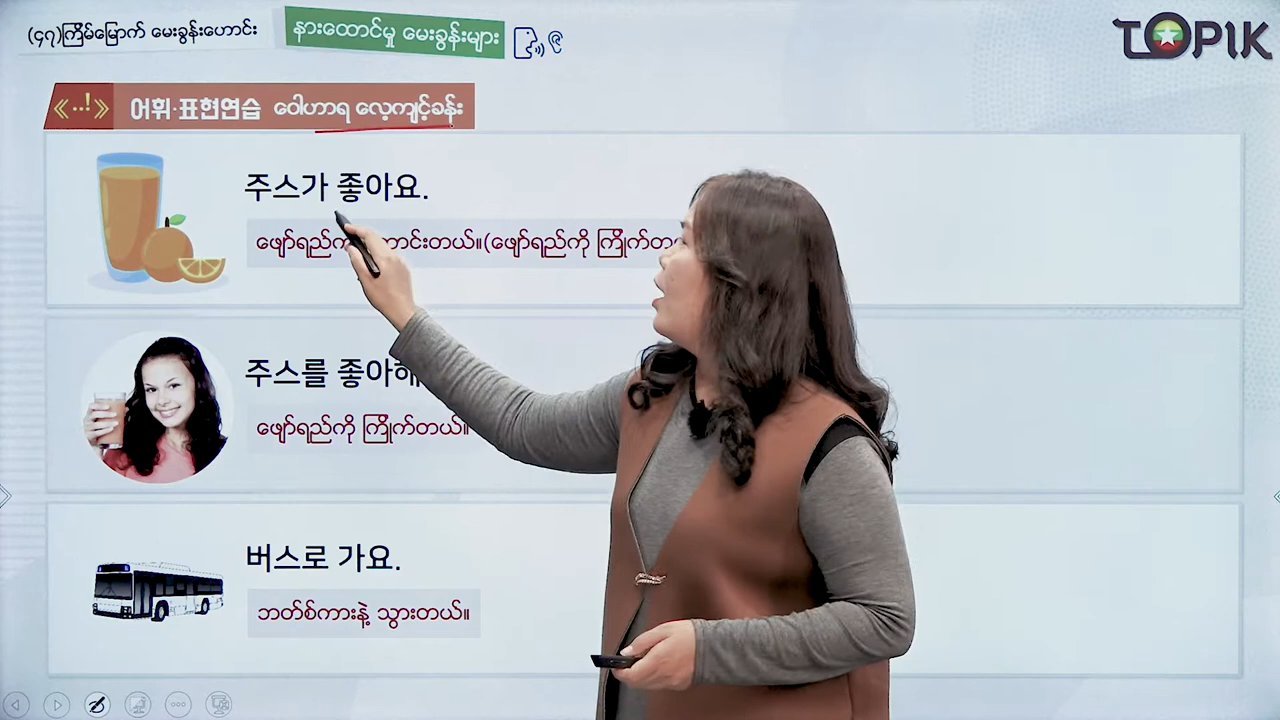 (၄၇)ကြိမ်မြောက် မေးခွန်းဟောင်း
နားထောင်မှု မေးခွန်းများ ၉
TOPIK
어휘·표현연습 ဝေါဟာရ လေ့ကျင့်ခန်း
주스가 좋아요.
ဖျော်ရည်က ကောင်းတယ်။(ဖျော်ရည်ကို ကြိုက်တ
주스를 좋아해
ဖျော်ရည်ကို ကြိုက်တယ်။
버스로 가요.
ဘတ်စ်ကားနဲ့ သွားတယ်။